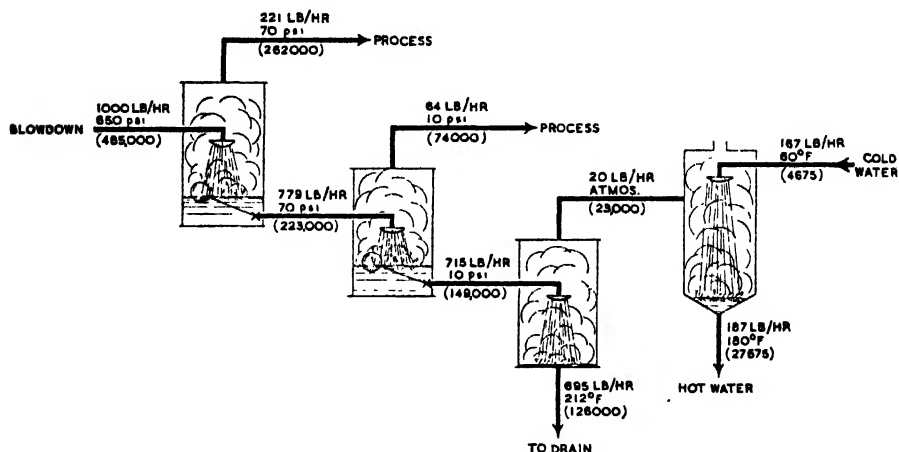 221 LB/HR
70 psi
(262000)
PROCESS
BLOWDOWN
1000 LB/HR
650 psi
(485,000)
64 LB/HR
10 psi
(74000)
PROCESS
167 LB/HR
60°F
(4675)
COLD
WATER
779 LB/HR
70 psi
(223,000)
20 LB/HR
ATMOS.
(23,000)
715 LB/HR
10 psi
(149,000)
187 LB/HR
180°F
(27675)
HOT WATER
695 LB/HR
212°F
(126000)
TO DRAIN